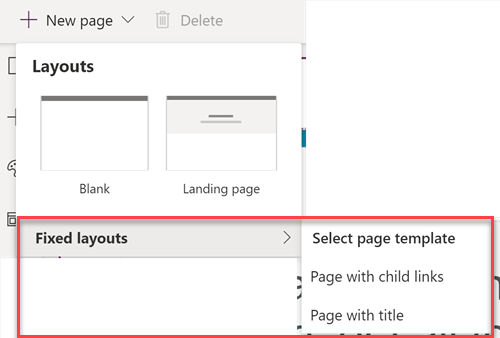 New page Delete
Layouts
Blank Landing page
Fixed layouts
Select page template
Page with child links
Page with title